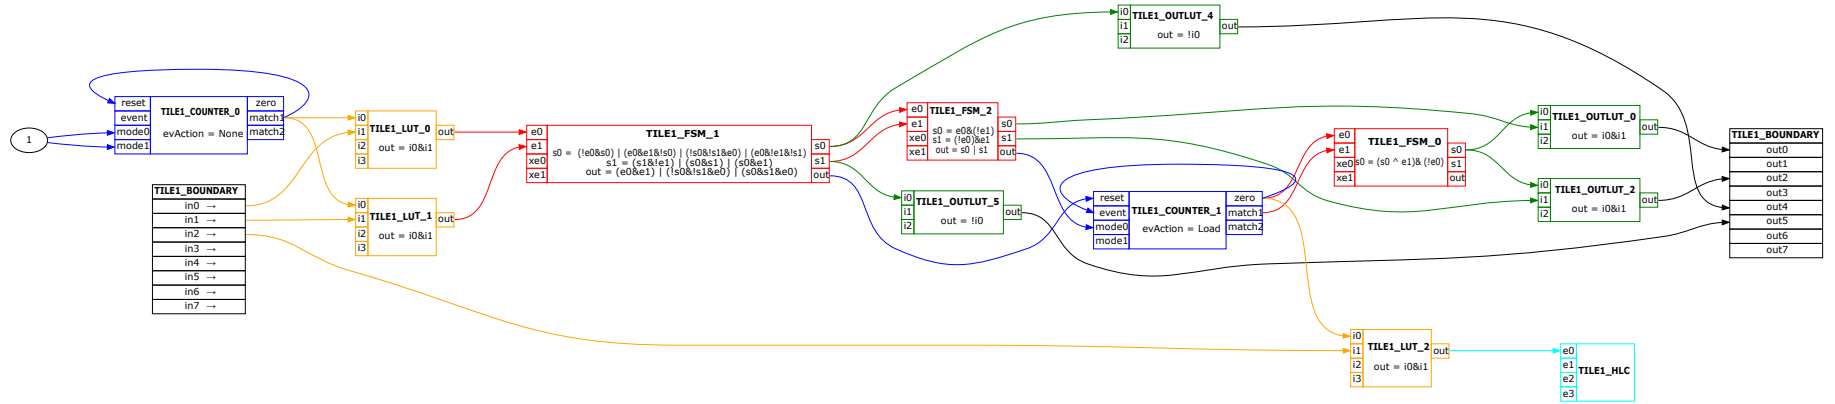 1
reset
event
mode0
mode1
TILE1_COUNTER_0
evAction = None
zero
match1
match2
TILE1_BOUNDARY
in0 →
in1 →
in2 →
in3 →
in4 →
in5 →
in6 →
in7 →
i0
i1
i2
i3
TILE1_LUT_0
out = i0&i1
out
i0
i1
i2
i3
TILE1_LUT_1
out = i0&i1
out
e0
e1
xe0
xe1
TILE1_FSM_1
s0 = (!e0&s0) | (e0&e1&!s0) | (!s0&!s1&e0) | (e0&!e1&!s1)
s1 = (s1&!e1) | (s0&s1) | (s0&e1)
out = (e0&e1) | (!s0&!s1&e0) | (s0&s1&e0)
s0
s1
out
e0
e1
xe0
xe1
TILE1_FSM_2
s0 = e0&(!e1)
s1 = (!e0)&e1
out = s0 | s1
s0
s1
out
i0
i1
i2
TILE1_OUTLUT_5
out = !i0
out
i0
i1
i2
TILE1_OUTLUT_4
out = !i0
out
reset
event
mode0
mode1
TILE1_COUNTER_1
evAction = Load
zero
match1
match2
e0
e1
xe0
xe1
TILE1_FSM_0
s0 = (s0 ^ e1)& (!e0)
s0
s1
out
i0
i1
i2
i3
TILE1_LUT_2
out = i0&i1
out
i0
i1
i2
TILE1_OUTLUT_0
out = i0&i1
out
i0
i1
i2
TILE1_OUTLUT_2
out = i0&i1
out
e0
e1
e2
e3
TILE1_HLC
TILE1_BOUNDARY
out0
out1
out2
out3
out4
out5
out6
out7